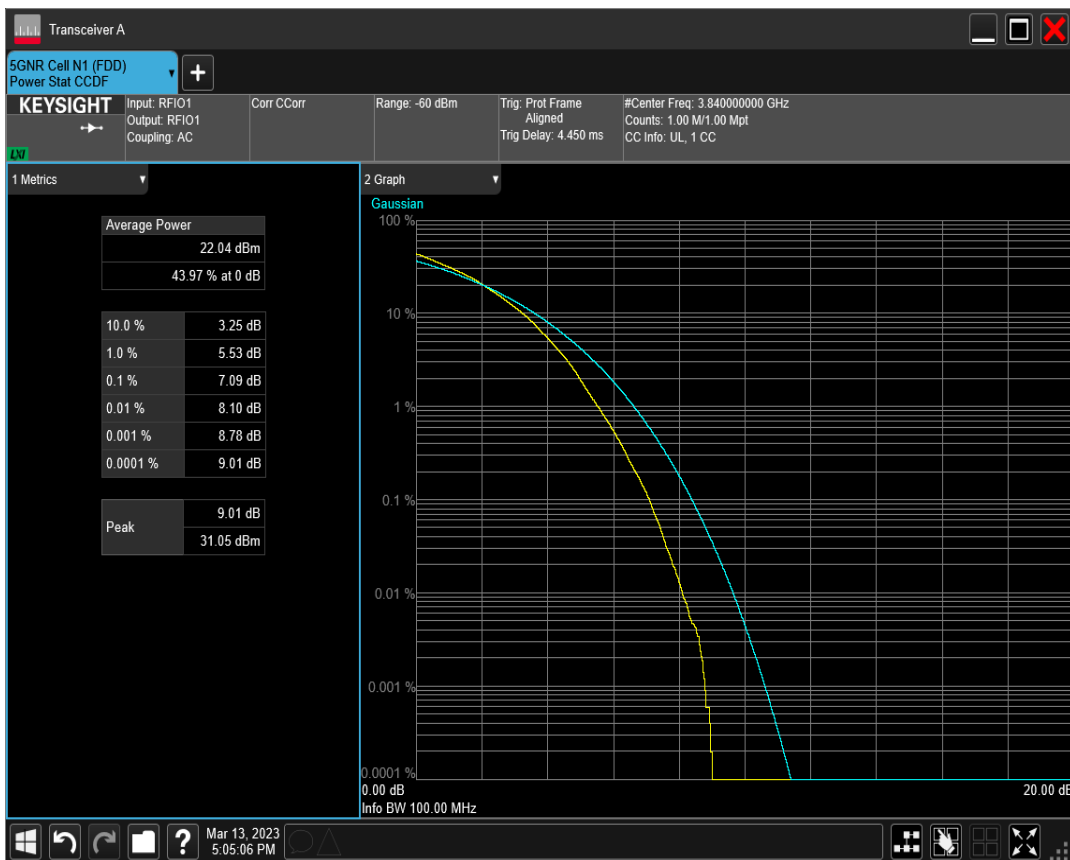 Transceiver A
5GNR Cell N1 (FDD)
Power Stat CCDF
KEYSIGHT
LXI
Input: RFIO1
Output: RFIO1
Coupling: AC
Corr CCorr
Range: -60 dBm
Trig: Prot Frame
Aligned
Trig Delay: 4.450 ms
#Center Freq: 3.840000000 GHz
Counts: 1.00 M/1.00 Mpt
CC Info: UL, 1 CC
1 Metrics
Average Power
22.04 dBm
43.97 % at 0 dB
10.0 % 3.25 dB
1.0 % 5.53 dB
0.1 % 7.09 dB
0.01 % 8.10 dB
0.001 % 8.78 dB
0.0001 % 9.01 dB
Peak
9.01 dB
31.05 dBm
2 Graph
Gaussian
100 %
10 %
1 %
0.1 %
0.01 %
0.001 %
0.0001 %
0.00 dB 20.00 dB
Info BW 100.00 MHz
Mar 13, 2023
5:05:06 PM